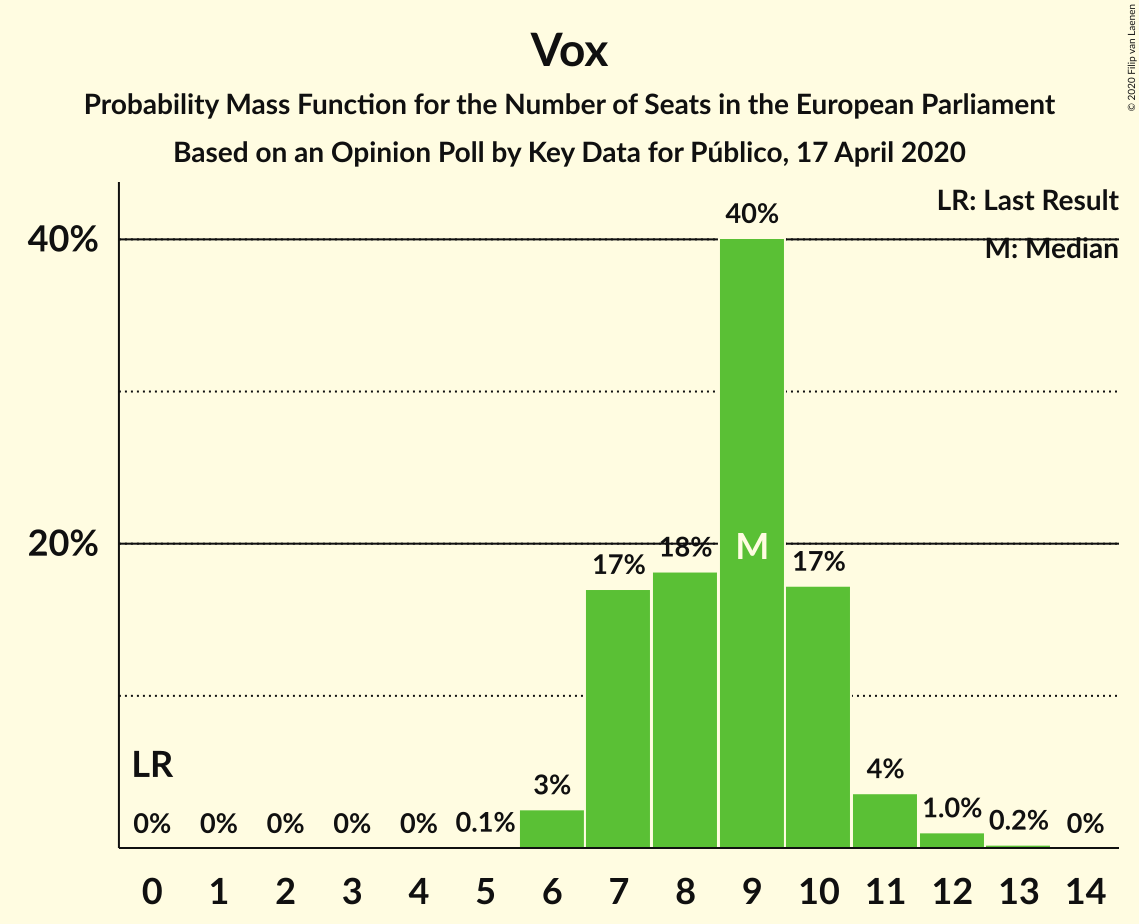 Vox
Probability Mass Function for the Number of Seats in the European Parliament
Based on an Opinion Poll by Key Data for Público, 17 April 2020
© 2020 Filip van Laenen
LR: Last Result
M: Median
40%
20%
40%
18%
M
17%
17%
LR
4%
3%
1.0%
0.2%
0%
0%
0%
0%
0%
0.1%
0%
0 1 2 3 4 5 6 7 8 9 10 11 12 13 14